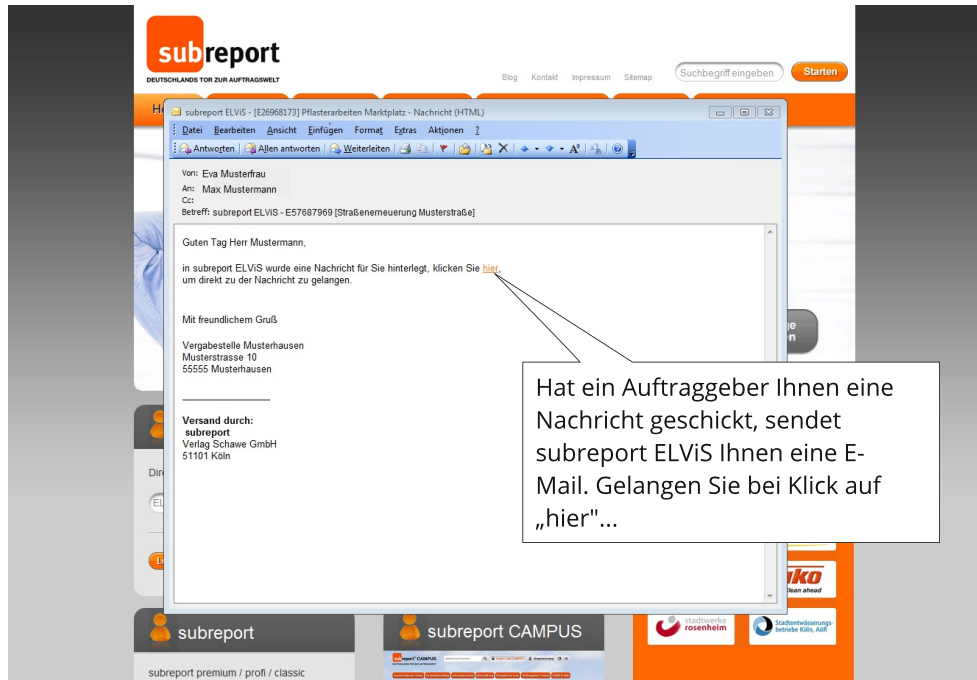 subreport
DEUTSCHLANDS TOR ZUR AUFTRAGSWELT
Blog Kontakt Impressum Sitemap
Suchbegriff eingeben
Starten
subreport ELViS - [E26968173] Pflasterarbeiten Marktplatz - Nachricht (HTML)
Datei Bearbeiten Ansicht Einfügen Format Extras Aktionen ?
Antworten Allen antworten Weiterleiten
Von: Eva Musterfrau
An: Max Mustermann
Cc:
Betreff: subreport ELViS - E57687969 [Straßenerneuerung Musterstraße]
Guten Tag Herr Mustermann,
in subreport ELViS wurde eine Nachricht für Sie hinterlegt, klicken Sie hier,
um direkt zu der Nachricht zu gelangen.
Mit freundlichem Gruß
Vergabestelle Musterhausen
Musterstrasse 10
55555 Musterhausen
Versand durch:
subreport
Verlag Schawe GmbH
51101 Köln
Hat ein Auftraggeber Ihnen eine
Nachricht geschickt, sendet
subreport ELViS Ihnen eine E-
Mail. Gelangen Sie bei Klick auf
„hier"...
stadtwerke
rosenheim
Stadtentwässerungs-
betriebe Köln, AöR
subreport
subreport CAMPUS
subreport premium / profi / classic